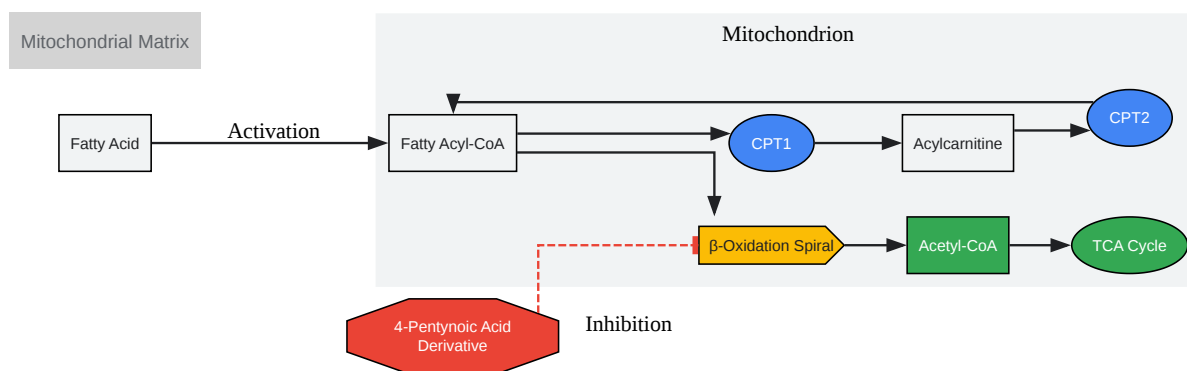 Mitochondrial Matrix
Mitochondrion
Fatty Acid
Activation
Fatty Acyl-CoA
CPT1
Acylcarnitine
CPT2
β-Oxidation Spiral
Acetyl-CoA
TCA Cycle
4-Pentynoic Acid
Derivative
Inhibition